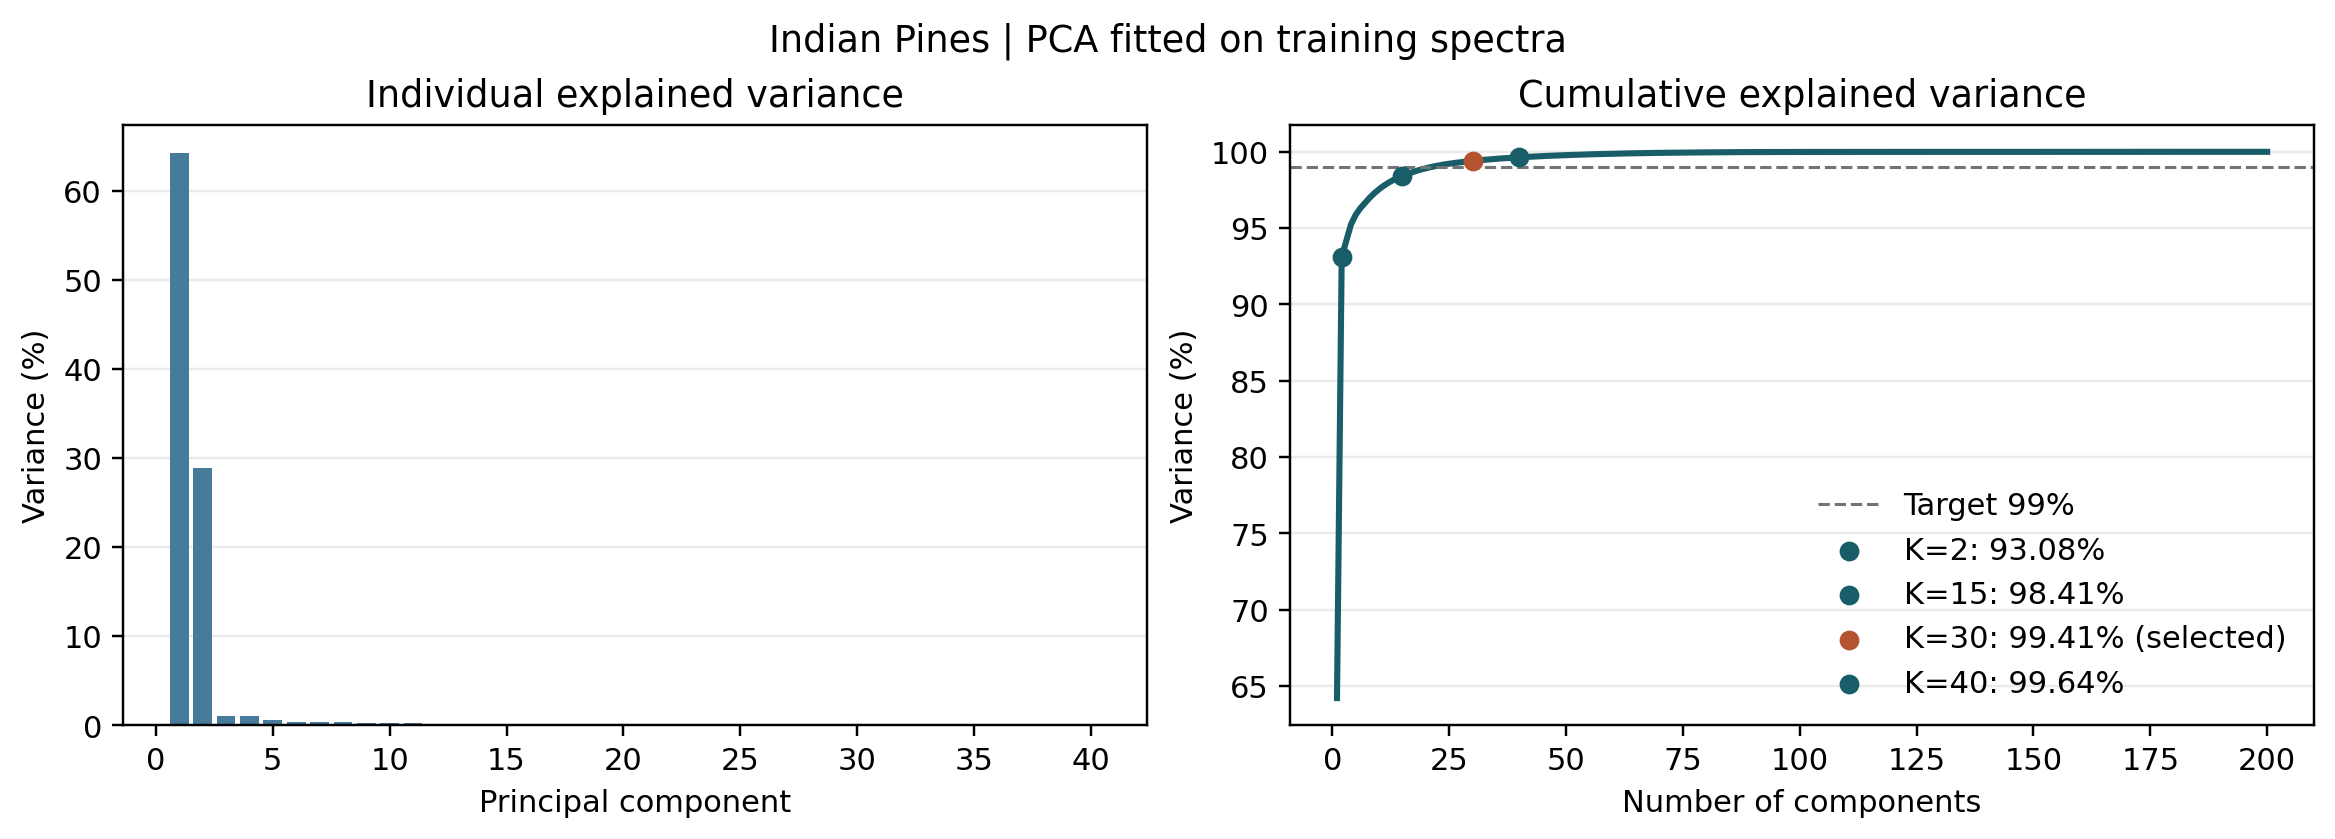 Indian Pines | PCA fitted on training spectra
Individual explained variance
Variance (%)
60
50
40
30
20
10
0
0 5 10 15 20 25 30 35 40
Principal component
Cumulative explained variance
Variance (%)
100
95
90
85
80
75
70
65
Target 99%
K=2: 93.08%
K=15: 98.41%
K=30: 99.41% (selected)
K=40: 99.64%
0 25 50 75 100 125 150 175 200
Number of components